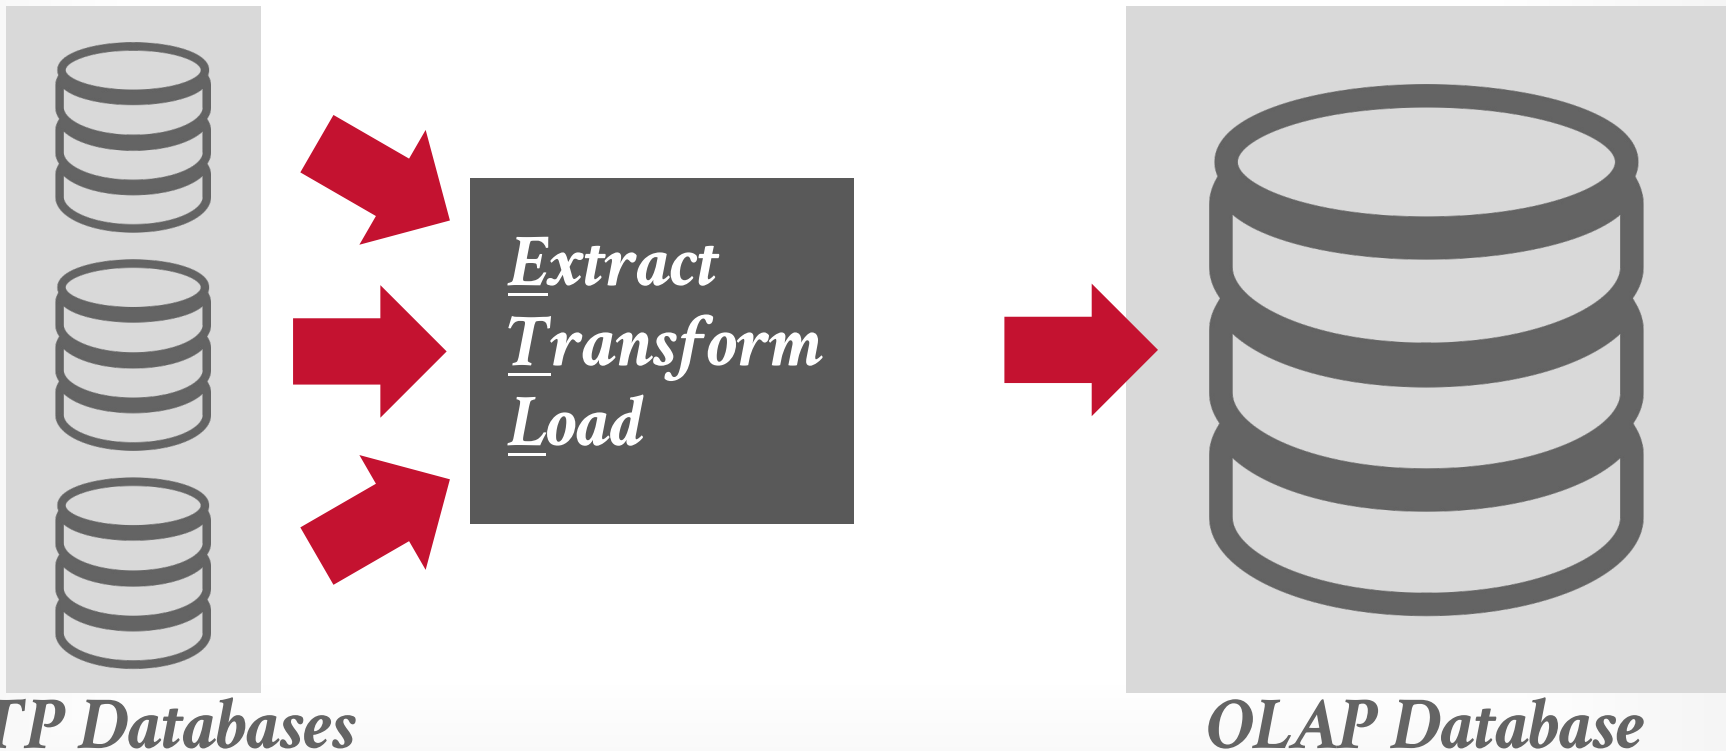 Extract
Transform
Load
TP Databases
OLAP Database